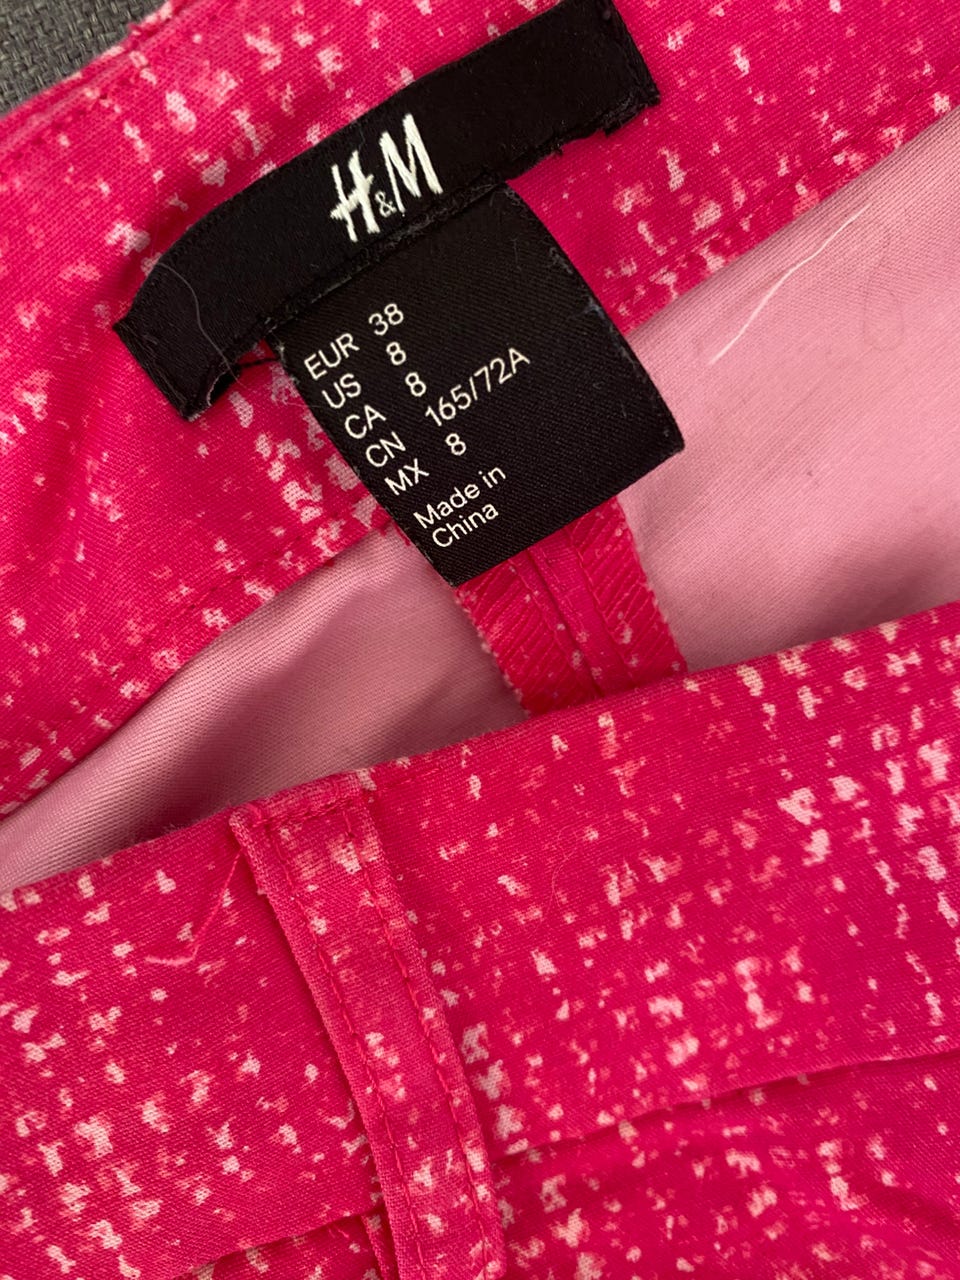 H&M
EUR 38
US 8
CA 8
CN 165/72A
MX 8
Made in
China